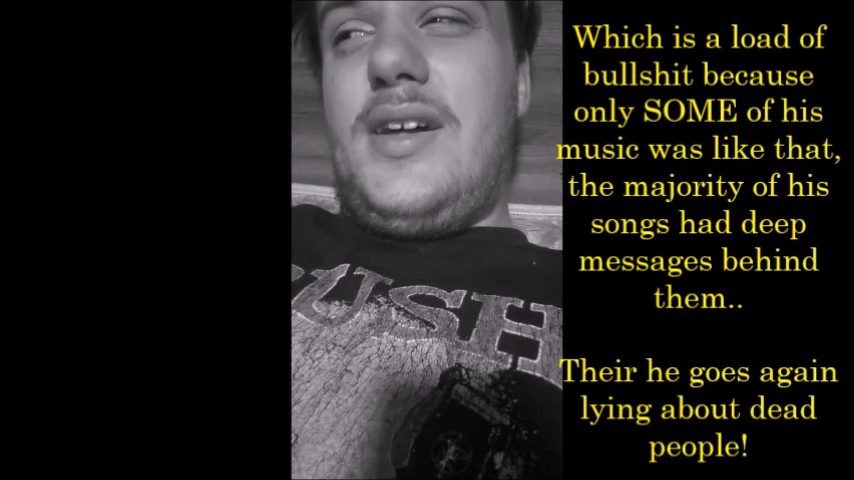 Which is a load of
bullshit because
only SOME of his
music was like that,
the majority of his
songs had deep
messages behind
them..
Their he goes again
lying about dead
people!
RUSH